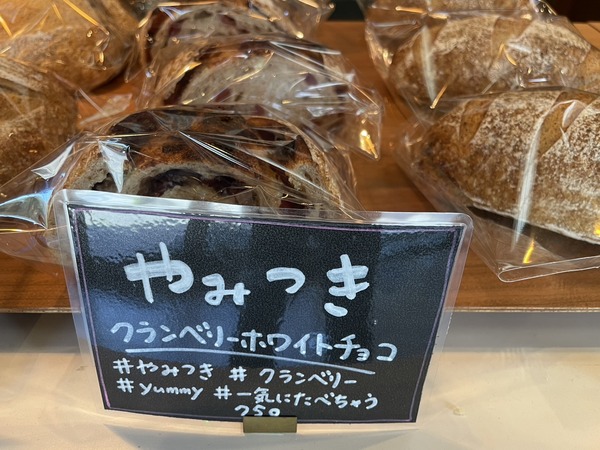 やみつき
クランベリーホワイトチョコ
#やみつき # クランベリー
#yummy #一気にたべちゃう
250